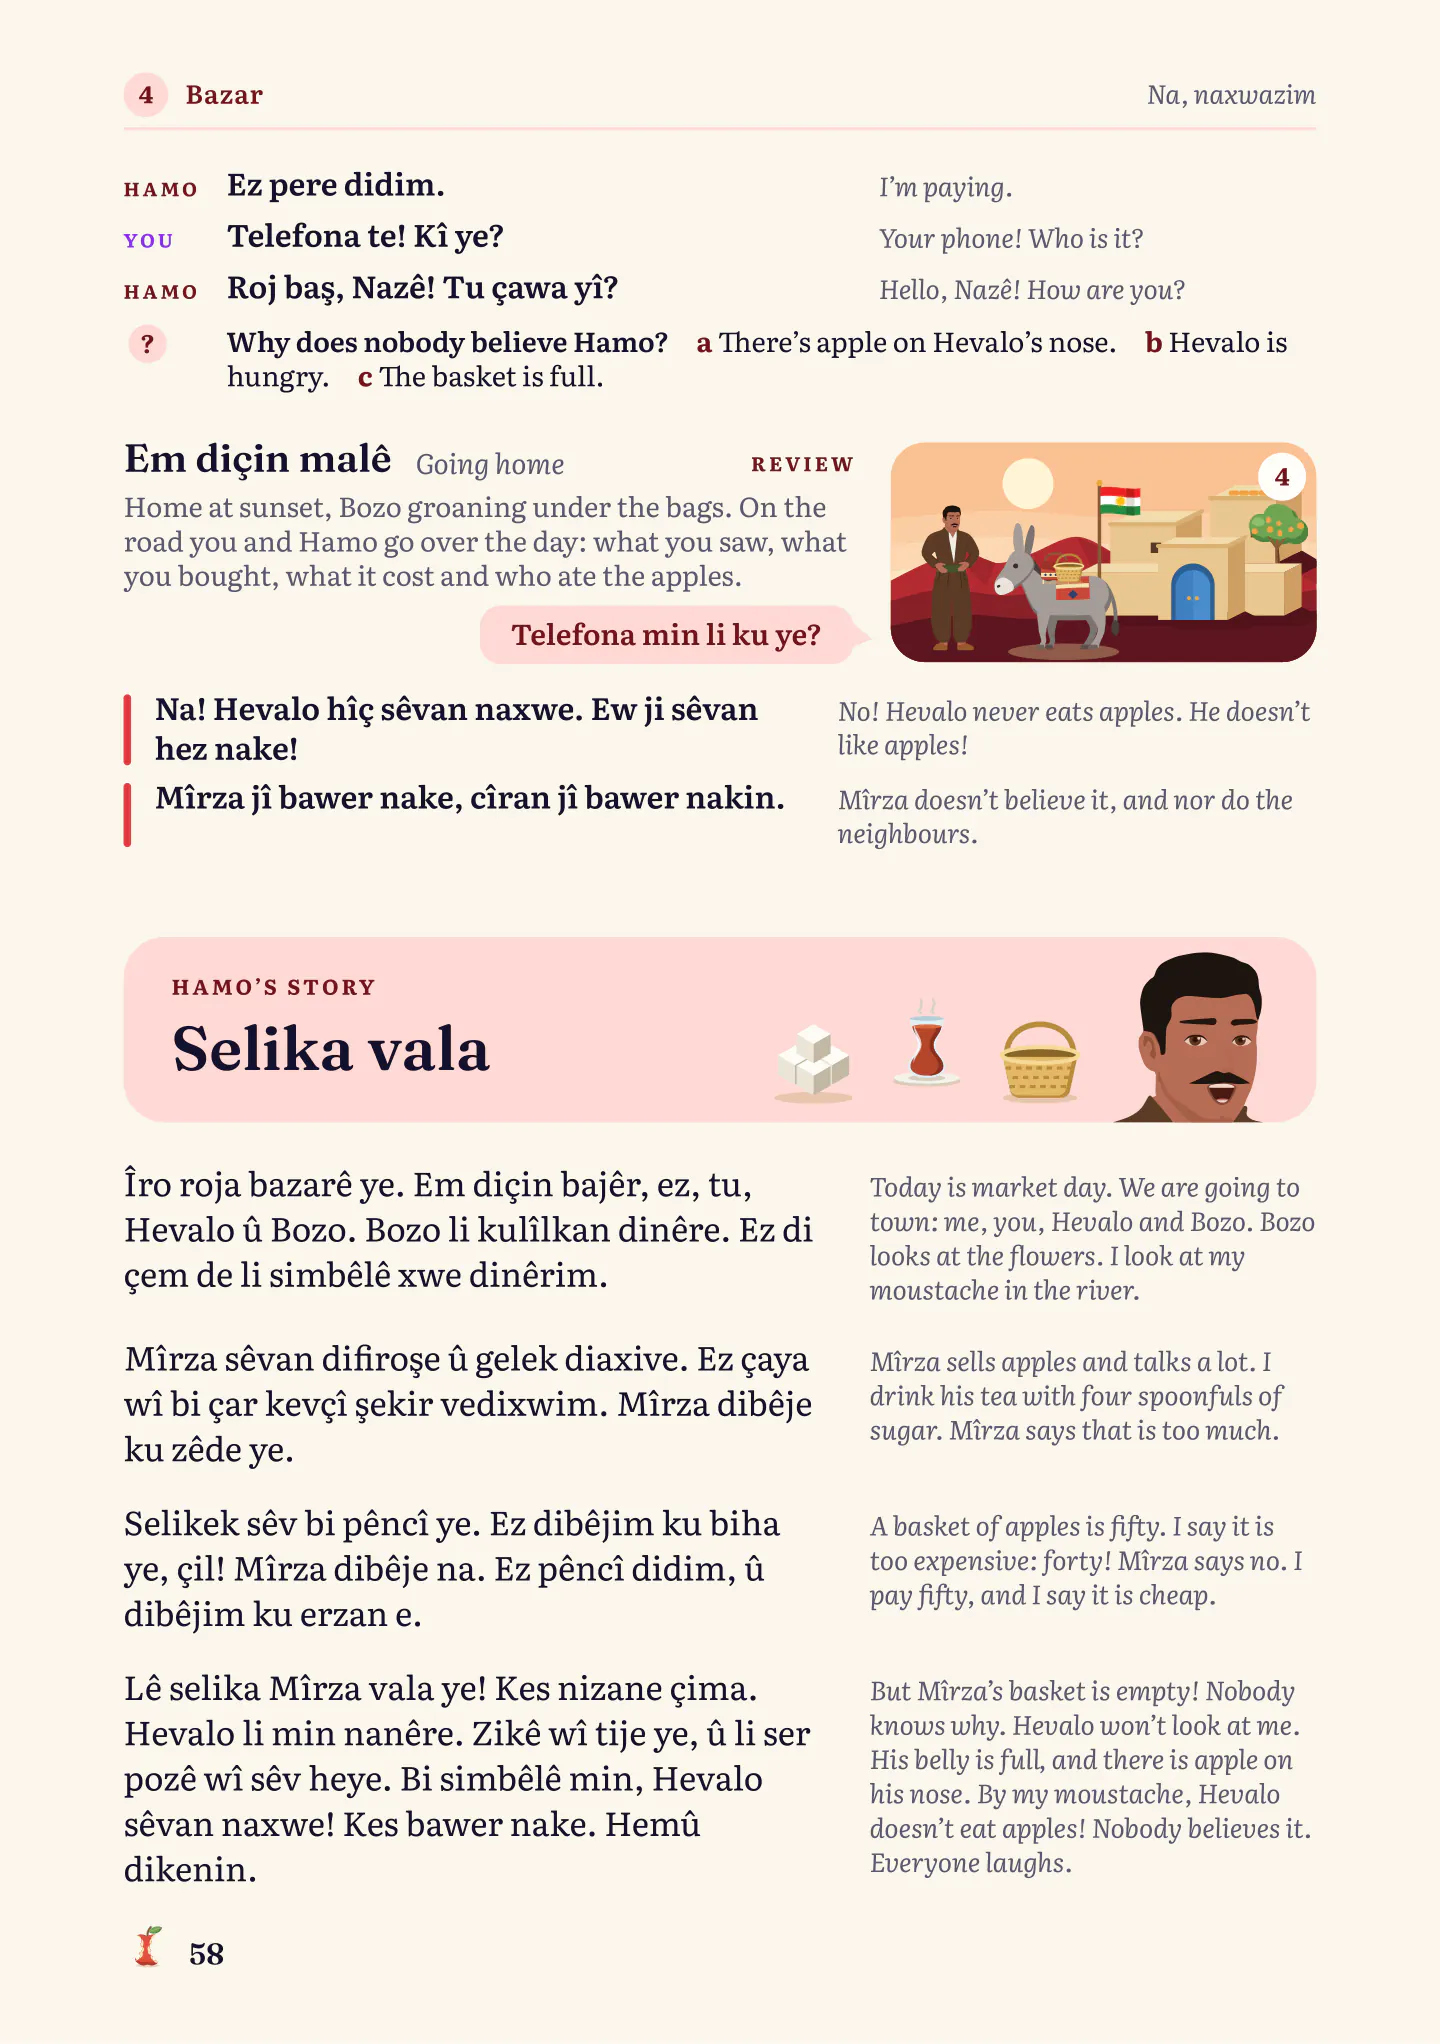 4 Bazar
Na, naxwazim
HAMO Ez pere didim. I’m paying.
YOU Telefona te! Kî ye? Your phone! Who is it?
HAMO Roj baş, Nazê! Tu çawa yî? Hello, Nazê! How are you?
? Why does nobody believe Hamo? a There’s apple on Hevalo’s nose. b Hevalo is
hungry. c The basket is full.
Em diçin malê Going home REVIEW
Home at sunset, Bozo groaning under the bags. On the
road you and Hamo go over the day: what you saw, what
you bought, what it cost and who ate the apples.
Telefona min li ku ye?
4
Na! Hevalo hîç sêvan naxwe. Ew ji sêvan
hez nake!
No! Hevalo never eats apples. He doesn’t
like apples!
Mîrza jî bawer nake, cîran jî bawer nakin.
Mîrza doesn’t believe it, and nor do the
neighbours.
HAMO’S STORY
Selika vala
Îro roja bazarê ye. Em diçin bajêr, ez, tu,
Hevalo û Bozo. Bozo li kulîlkan dinêre. Ez di
çem de li simbêlê xwe dinêrim.
Today is market day. We are going to
town: me, you, Hevalo and Bozo. Bozo
looks at the flowers. I look at my
moustache in the river.
Mîrza sêvan difiroşe û gelek diaxive. Ez çaya
wî bi çar kevçî şekir vedixwim. Mîrza dibêje
ku zêde ye.
Mîrza sells apples and talks a lot. I
drink his tea with four spoonfuls of
sugar. Mîrza says that is too much.
Selikek sêv bi pêncî ye. Ez dibêjim ku biha
ye, çil! Mîrza dibêje na. Ez pêncî didim, û
dibêjim ku erzan e.
A basket of apples is fifty. I say it is
too expensive: forty! Mîrza says no. I
pay fifty, and I say it is cheap.
Lê selika Mîrza vala ye! Kes nizane çima.
Hevalo li min nanêre. Zikê wî tije ye, û li ser
pozê wî sêv heye. Bi simbêlê min, Hevalo
sêvan naxwe! Kes bawer nake. Hemû
dikenin.
But Mîrza’s basket is empty! Nobody
knows why. Hevalo won’t look at me.
His belly is full, and there is apple on
his nose. By my moustache, Hevalo
doesn’t eat apples! Nobody believes it.
Everyone laughs.
58